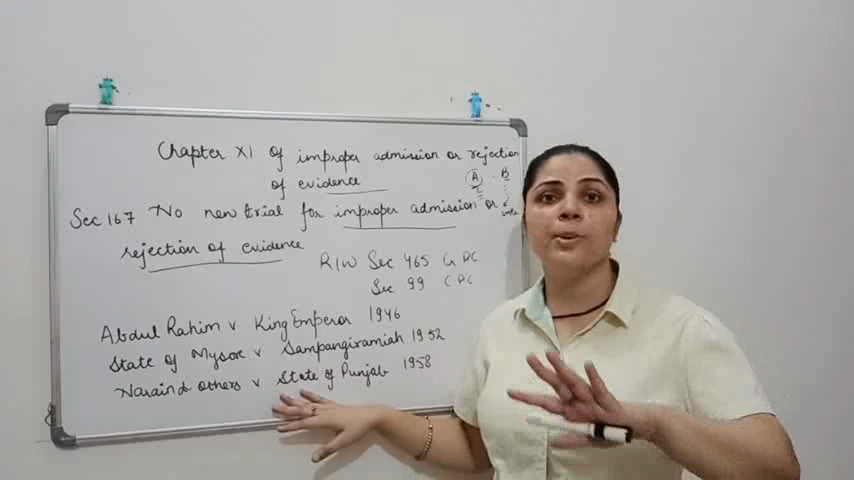 Chapter XI of improper admission or rejection
of evidence
A B
Sec 167 No new trial for improper admission or
rejection of evidence
R/W Sec 465 Cr PC
Sec 99 CPC
Abdul Rahim v King Emperor 1946
State of Mysore v Sampangiramiah 1952
Narain & others v State of Punjab 1958